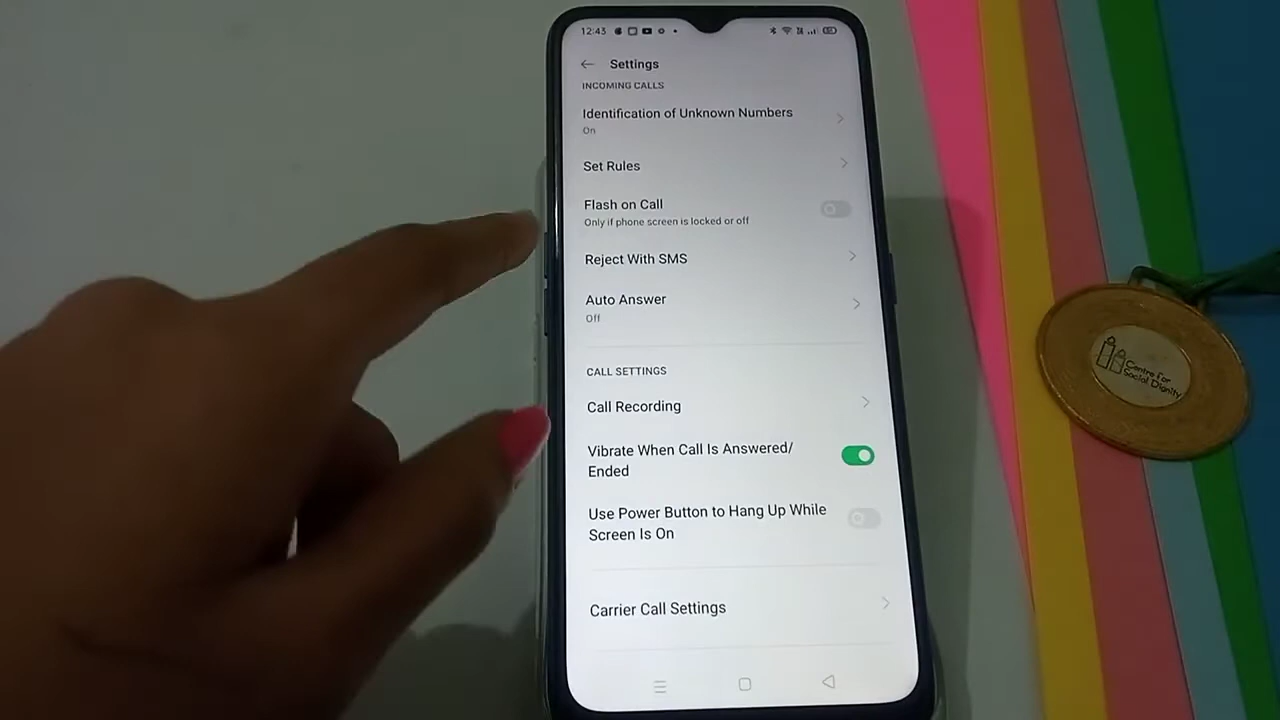 12:43
Settings
INCOMING CALLS
Identification of Unknown Numbers
On
Set Rules
Flash on Call
Only if phone screen is locked or off
Reject With SMS
Auto Answer
Off
CALL SETTINGS
Call Recording
Vibrate When Call Is Answered/
Ended
Use Power Button to Hang Up While
Screen Is On
Carrier Call Settings
Centre for
Social Dignity